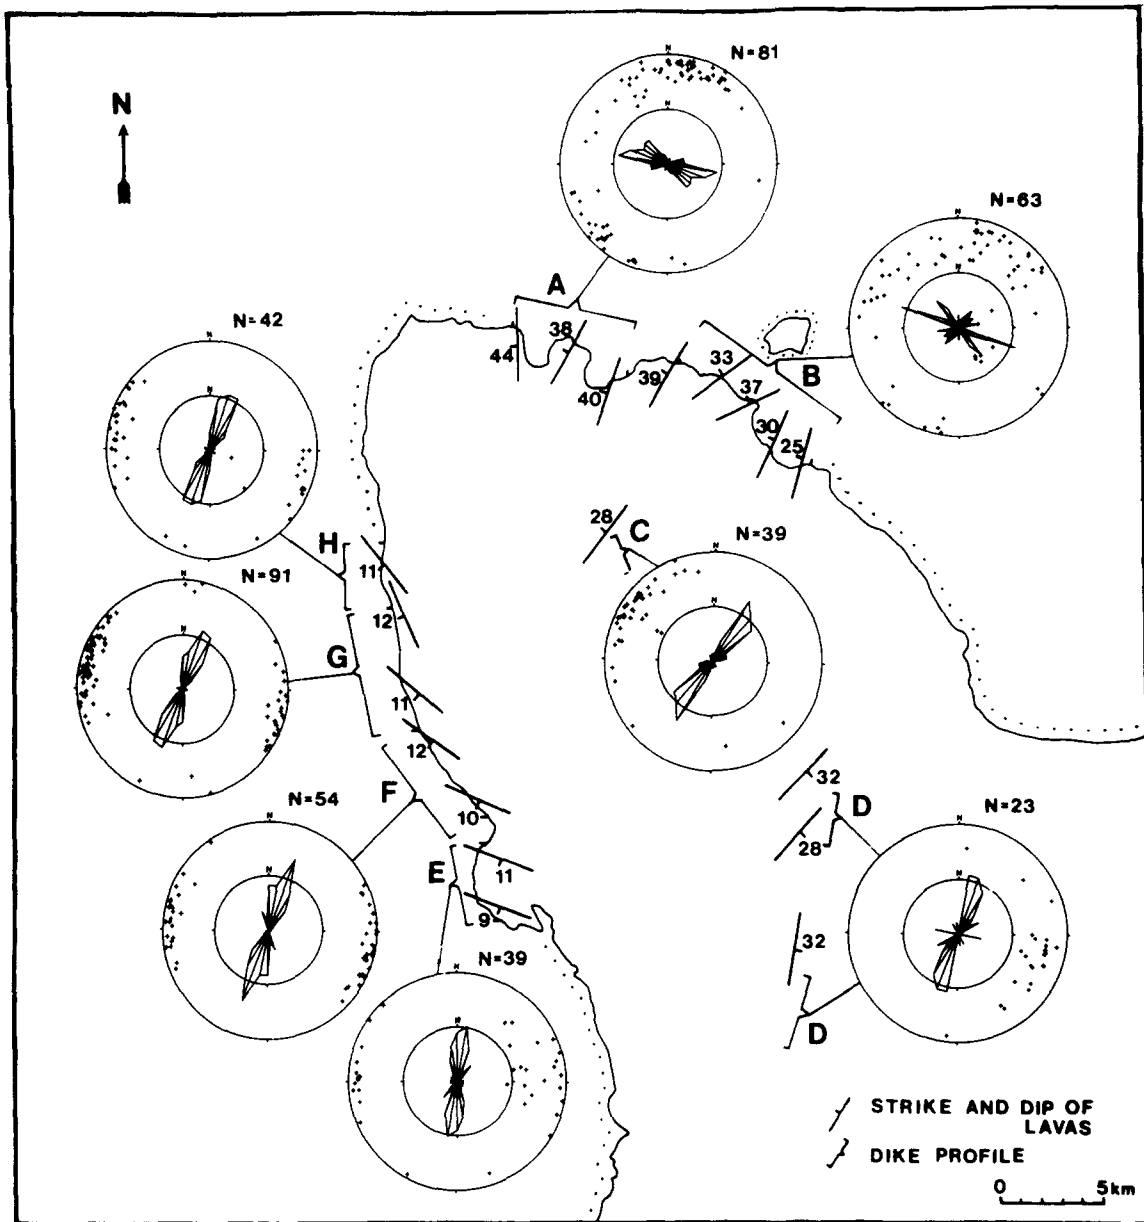 N=81
N
N
N
N=63
N
N
A
38
44
40
39
33
37
B
30
25
N=42
N
N
H
11
28
C
N=39
N
N
N=91
N
N
12
G
11
12
F
10
32
D
28
N=23
N
N
N=54
N
N
E
11
9
32
D
N=39
N
N
STRIKE AND DIP OF
LAVAS
DIKE PROFILE
0 5km